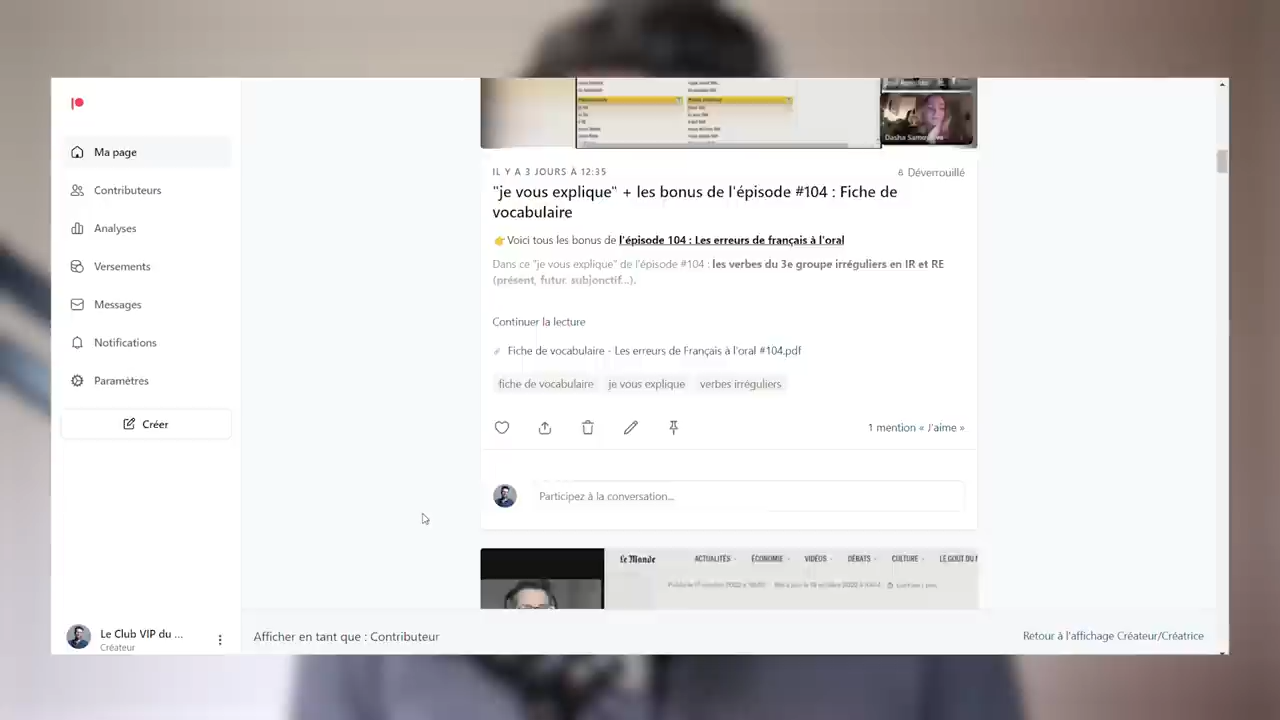 Ma page
Contributeurs
Analyses
Versements
Messages
Notifications
Paramètres
Créer
Le Club VIP du ...
Créateur
Dasha Samoylova
IL Y A 3 JOURS À 12:35
Déverrouillé
"je vous explique" + les bonus de l'épisode #104 : Fiche de
vocabulaire
👉Voici tous les bonus de l'épisode 104 : Les erreurs de français à l'oral
Dans ce "je vous explique" de l'épisode #104 : les verbes du 3e groupe irréguliers en IR et RE
(présent, futur, subjonctif...).
Continuer la lecture
Fiche de vocabulaire - Les erreurs de Français à l'oral #104.pdf
fiche de vocabulaire je vous explique verbes irréguliers
1 mention « J'aime »
Participez à la conversation...
Le Monde ACTUALITÉS ÉCONOMIE VIDÉOS DÉBATS CULTURE LE GOÛT DU M
Afficher en tant que : Contributeur
Retour à l'affichage Créateur/Créatrice